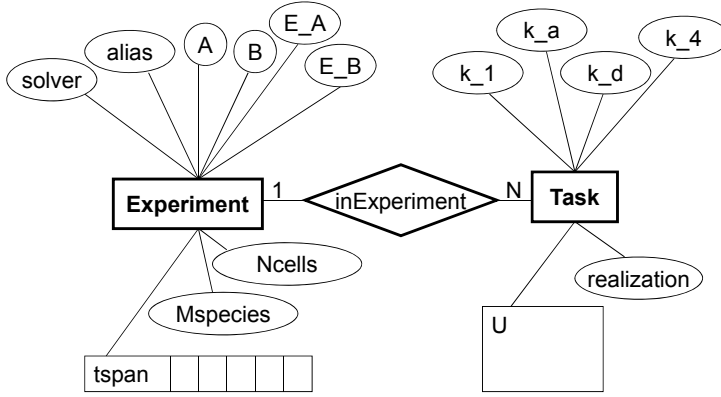 E_A
k_a
k_4
A
B
alias
E_B
k_1
k_d
solver
Experiment
1
inExperiment
N
Task
Ncells
realization
Mspecies
U
tspan